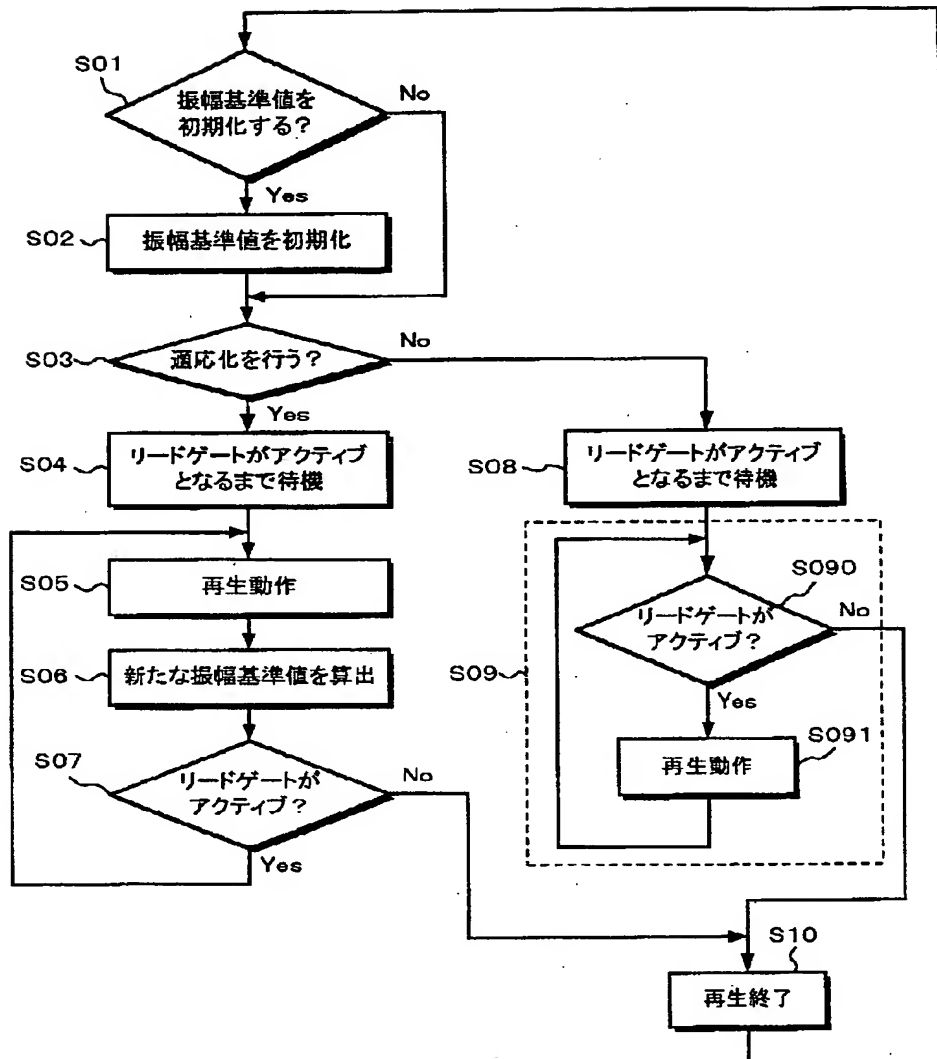 S01
振幅基準値を
初期化する?
No
Yes
S02
振幅基準値を初期化
S03
適応化を行う?
No
Yes
S04
リードゲートがアクティブ
となるまで待機
S08
リードゲートがアクティブ
となるまで待機
S05
再生動作
S06
新たな振幅基準値を算出
S07
リードゲートが
アクティブ?
No
Yes
S09
S090
リードゲートが
アクティブ?
No
Yes
S091
再生動作
S10
再生終了